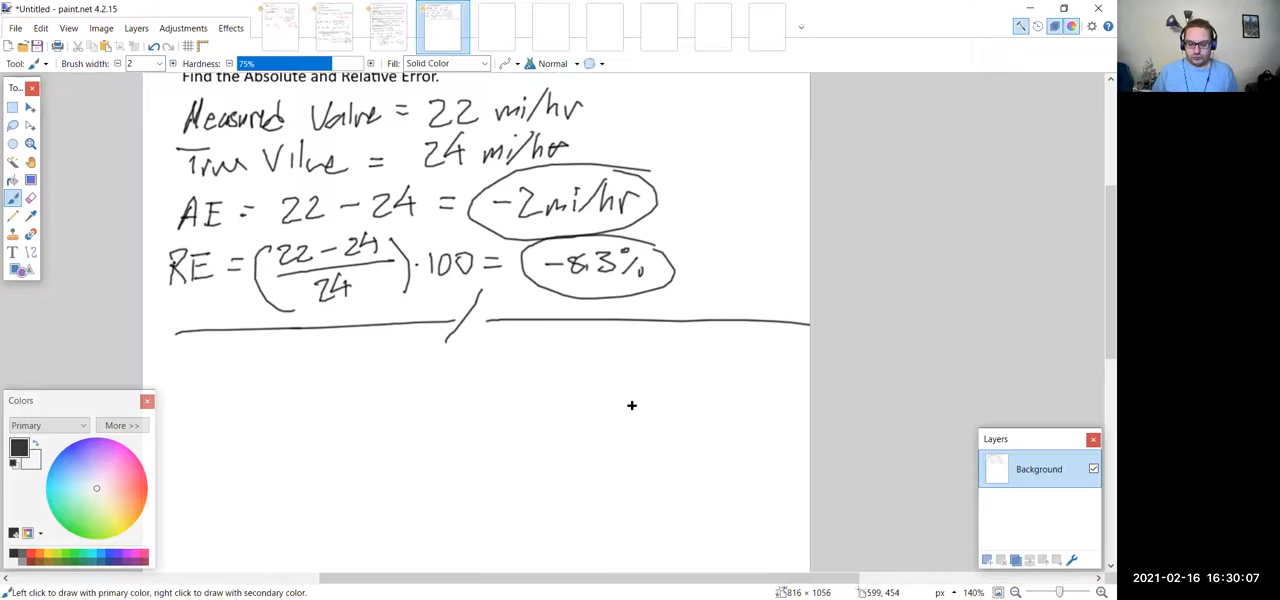 *Untitled - paint.net 4.2.15
File Edit View Image Layers Adjustments Effects
Tool: Brush width: 2 Hardness: 75% Fill: Solid Color Normal
Find the Absolute and Relative Error.
Measured Value = 22 mi/hr
True Value = 24 mi/hr
AE = 22 - 24 = -2mi/hr
RE = (22 - 24 / 24) · 100 = -8.3%
To...
Colors
Primary More >>
Layers
Background
2021-02-16 16:30:07
Left click to draw with primary color, right click to draw with secondary color.
816 × 1056 599, 454 px 140%